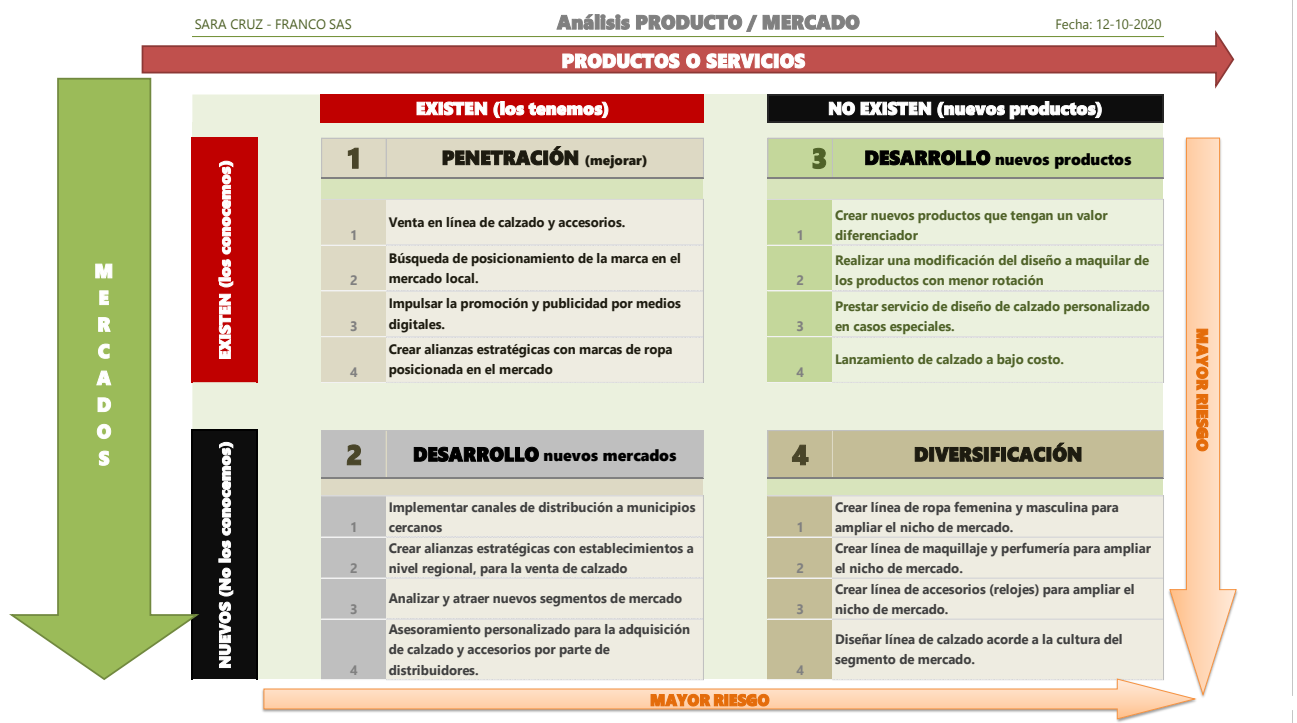 SARA CRUZ - FRANCO SAS
Análisis PRODUCTO / MERCADO
Fecha: 12-10-2020
PRODUCTOS O SERVICIOS
MERCADOS
EXISTEN (los tenemos)
NO EXISTEN (nuevos productos)
EXISTEN (los conocemos)
1 PENETRACIÓN (mejorar)
1 Venta en línea de calzado y accesorios.
2 Búsqueda de posicionamiento de la marca en el
mercado local.
3 Impulsar la promoción y publicidad por medios
digitales.
4 Crear alianzas estratégicas con marcas de ropa
posicionada en el mercado
3 DESARROLLO nuevos productos
1 Crear nuevos productos que tengan un valor
diferenciador
2 Realizar una modificación del diseño a maquilar de
los productos con menor rotación
3 Prestar servicio de diseño de calzado personalizado
en casos especiales.
4 Lanzamiento de calzado a bajo costo.
MAYOR RIESGO
NUEVOS (No los conocemos)
2 DESARROLLO nuevos mercados
1 Implementar canales de distribución a municipios
cercanos
2 Crear alianzas estratégicas con establecimientos a
nivel regional, para la venta de calzado
3 Analizar y atraer nuevos segmentos de mercado
4 Asesoramiento personalizado para la adquisición
de calzado y accesorios por parte de
distribuidores.
4 DIVERSIFICACIÓN
1 Crear línea de ropa femenina y masculina para
ampliar el nicho de mercado.
2 Crear línea de maquillaje y perfumería para ampliar
el nicho de mercado.
3 Crear línea de accesorios (relojes) para ampliar el
nicho de mercado.
4 Diseñar línea de calzado acorde a la cultura del
segmento de mercado.
MAYOR RIESGO